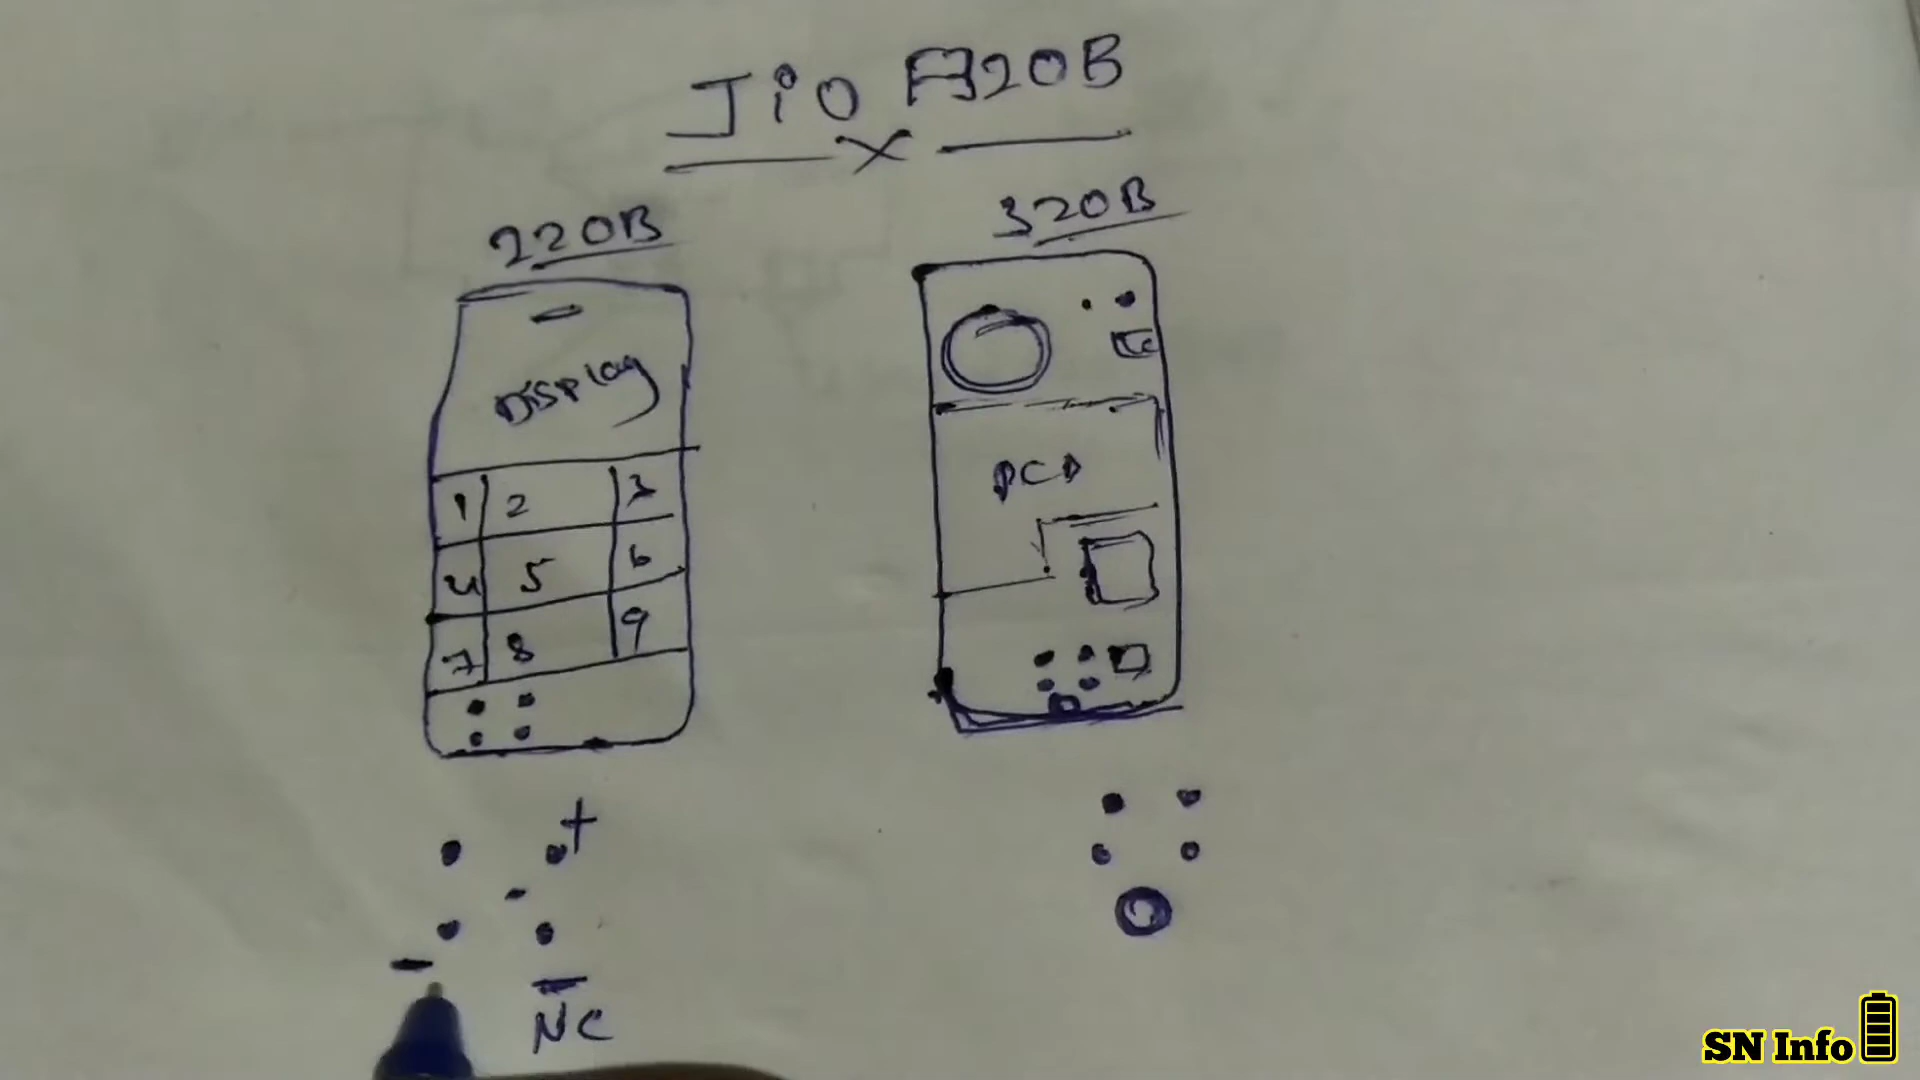 Jio F320B
220B
320B
Display
1 2 3
4 5 6
7 8 9
PCB
+
-
-
NC
SN Info